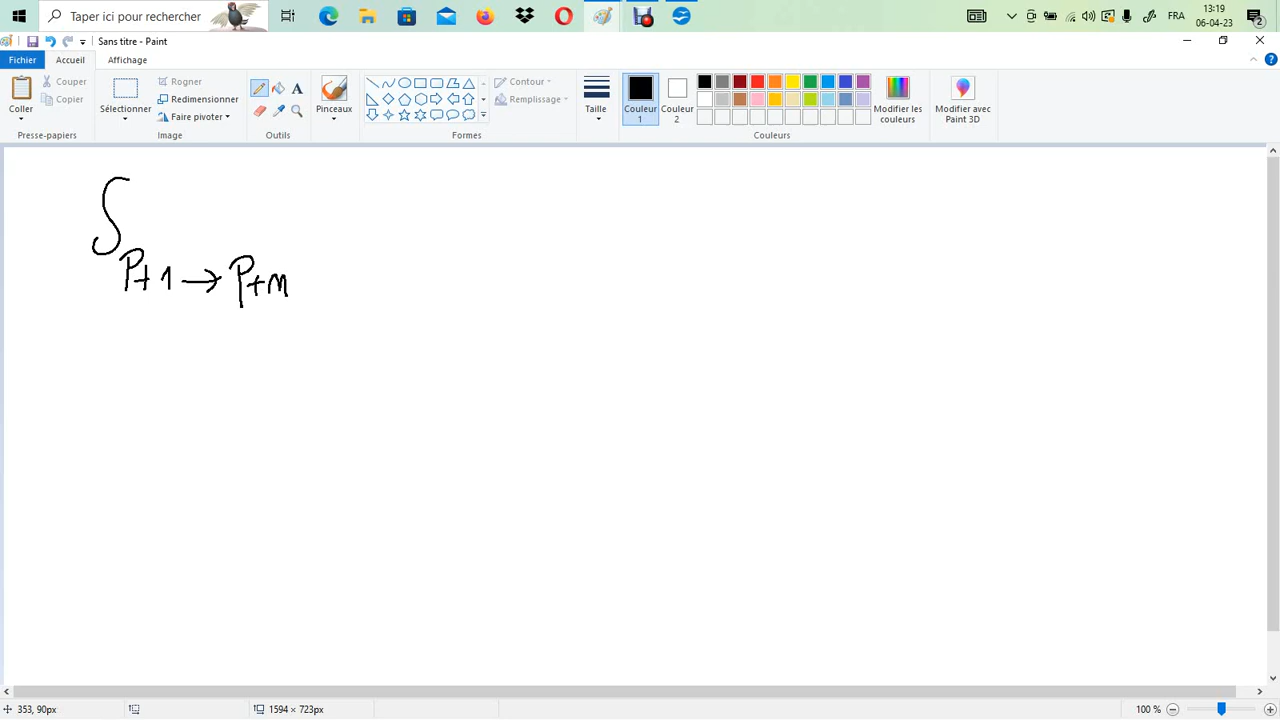 Taper ici pour rechercher
FRA
13:19
06-04-23
2
Sans titre - Paint
Fichier
Accueil
Affichage
Coller
Couper
Copier
Presse-papiers
Sélectionner
Rogner
Redimensionner
Faire pivoter
Image
A
Outils
Pinceaux
Contour
Remplissage
Formes
Taille
Couleur 1
Couleur 2
Modifier les couleurs
Couleurs
Modifier avec Paint 3D
∫
P+1 → P+n
353, 90px
1594 × 723px
100 %